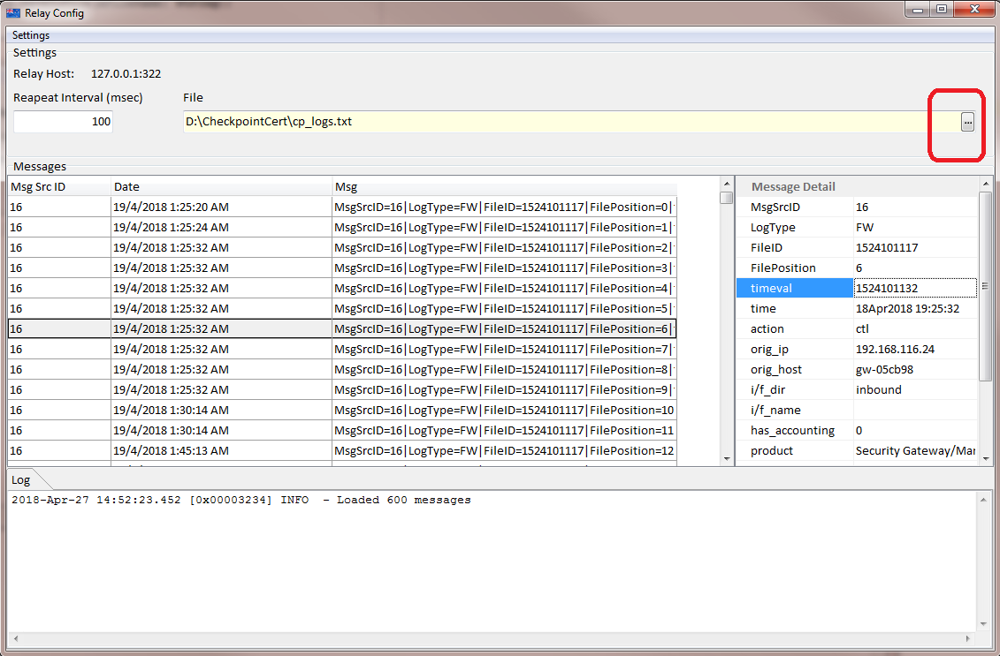 Relay Config
Settings
Settings
Relay Host: 127.0.0.1:322
Reapeat Interval (msec) File
100 D:\CheckpointCert\cp_logs.txt ...
Messages
Msg Src ID Date Msg Message Detail
16 19/4/2018 1:25:20 AM MsgSrcID=16|LogType=FW|FileID=1524101117|FilePosition=0| MsgSrcID 16
16 19/4/2018 1:25:24 AM MsgSrcID=16|LogType=FW|FileID=1524101117|FilePosition=1| LogType FW
16 19/4/2018 1:25:32 AM MsgSrcID=16|LogType=FW|FileID=1524101117|FilePosition=2| FileID 1524101117
16 19/4/2018 1:25:32 AM MsgSrcID=16|LogType=FW|FileID=1524101117|FilePosition=3| FilePosition 6
16 19/4/2018 1:25:32 AM MsgSrcID=16|LogType=FW|FileID=1524101117|FilePosition=4| timeval 1524101132
16 19/4/2018 1:25:32 AM MsgSrcID=16|LogType=FW|FileID=1524101117|FilePosition=5| time 18Apr2018 19:25:32
16 19/4/2018 1:25:32 AM MsgSrcID=16|LogType=FW|FileID=1524101117|FilePosition=6| action ctl
16 19/4/2018 1:25:32 AM MsgSrcID=16|LogType=FW|FileID=1524101117|FilePosition=7| orig_ip 192.168.116.24
16 19/4/2018 1:25:32 AM MsgSrcID=16|LogType=FW|FileID=1524101117|FilePosition=8| orig_host gw-05cb98
16 19/4/2018 1:25:32 AM MsgSrcID=16|LogType=FW|FileID=1524101117|FilePosition=9| i/f_dir inbound
16 19/4/2018 1:30:14 AM MsgSrcID=16|LogType=FW|FileID=1524101117|FilePosition=10 i/f_name
16 19/4/2018 1:30:14 AM MsgSrcID=16|LogType=FW|FileID=1524101117|FilePosition=11 has_accounting 0
16 19/4/2018 1:45:13 AM MsgSrcID=16|LogType=FW|FileID=1524101117|FilePosition=12 product Security Gateway/Mar
Log
2018-Apr-27 14:52:23.452 [0x00003234] INFO - Loaded 600 messages